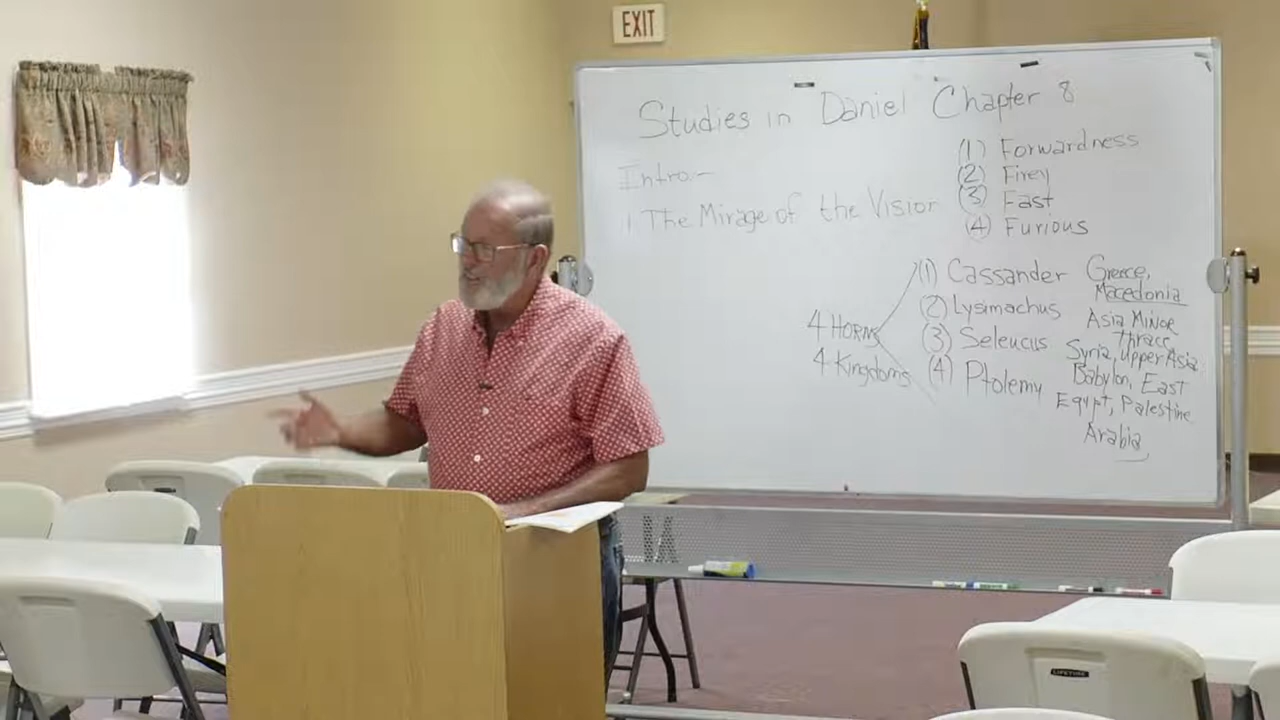 EXIT
Studies in Daniel Chapter 8
Intro:-
1. The Mirage of the Vision
(1) Forwardness
(2) Firey
(3) Fast
(4) Furious
4 Horns
4 Kingdoms
(1) Cassander Greece,
Macedonia
(2) Lysimachus Asia Minor
Thrace
(3) Seleucus Syria, Upper Asia
Babylon, East
(4) Ptolemy Egypt, Palestine
Arabia
LIFETIME